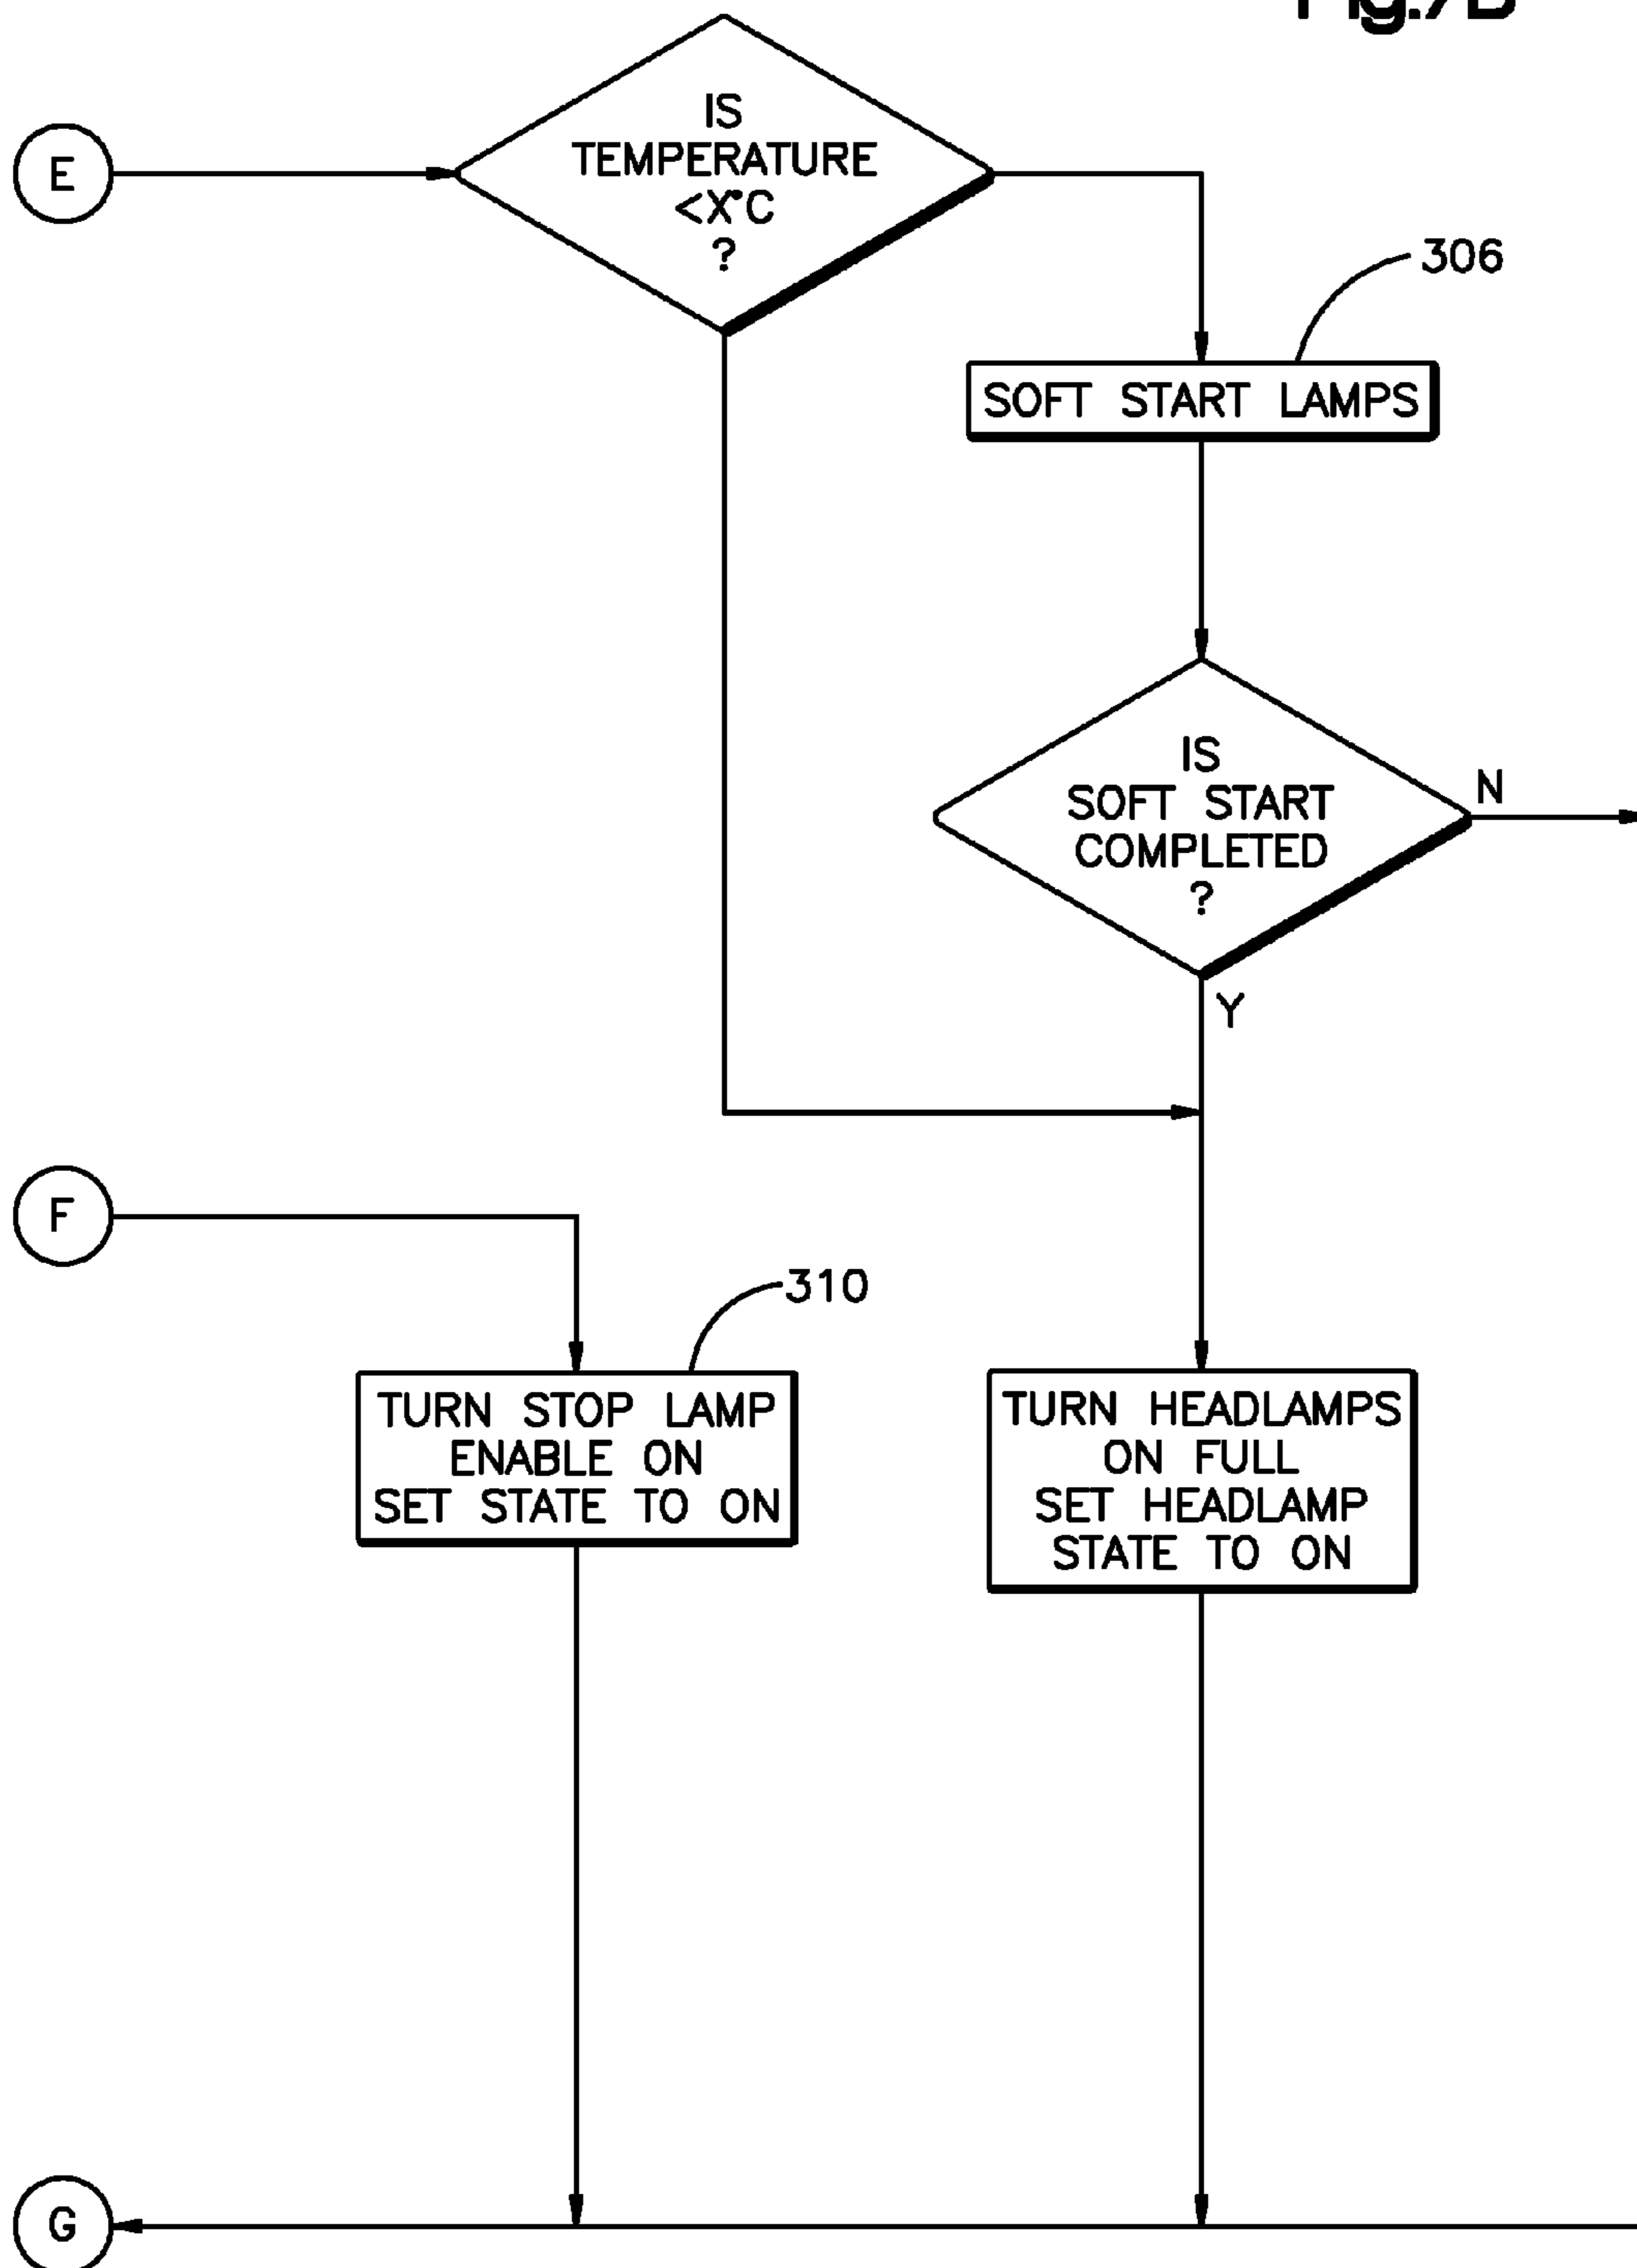 Fig.7B
IS
TEMPERATURE
<X°C
?
E
306
SOFT START LAMPS
IS
SOFT START
COMPLETED
?
N
Y
F
310
TURN STOP LAMP
ENABLE ON
SET STATE TO ON
TURN HEADLAMPS
ON FULL
SET HEADLAMP
STATE TO ON
G